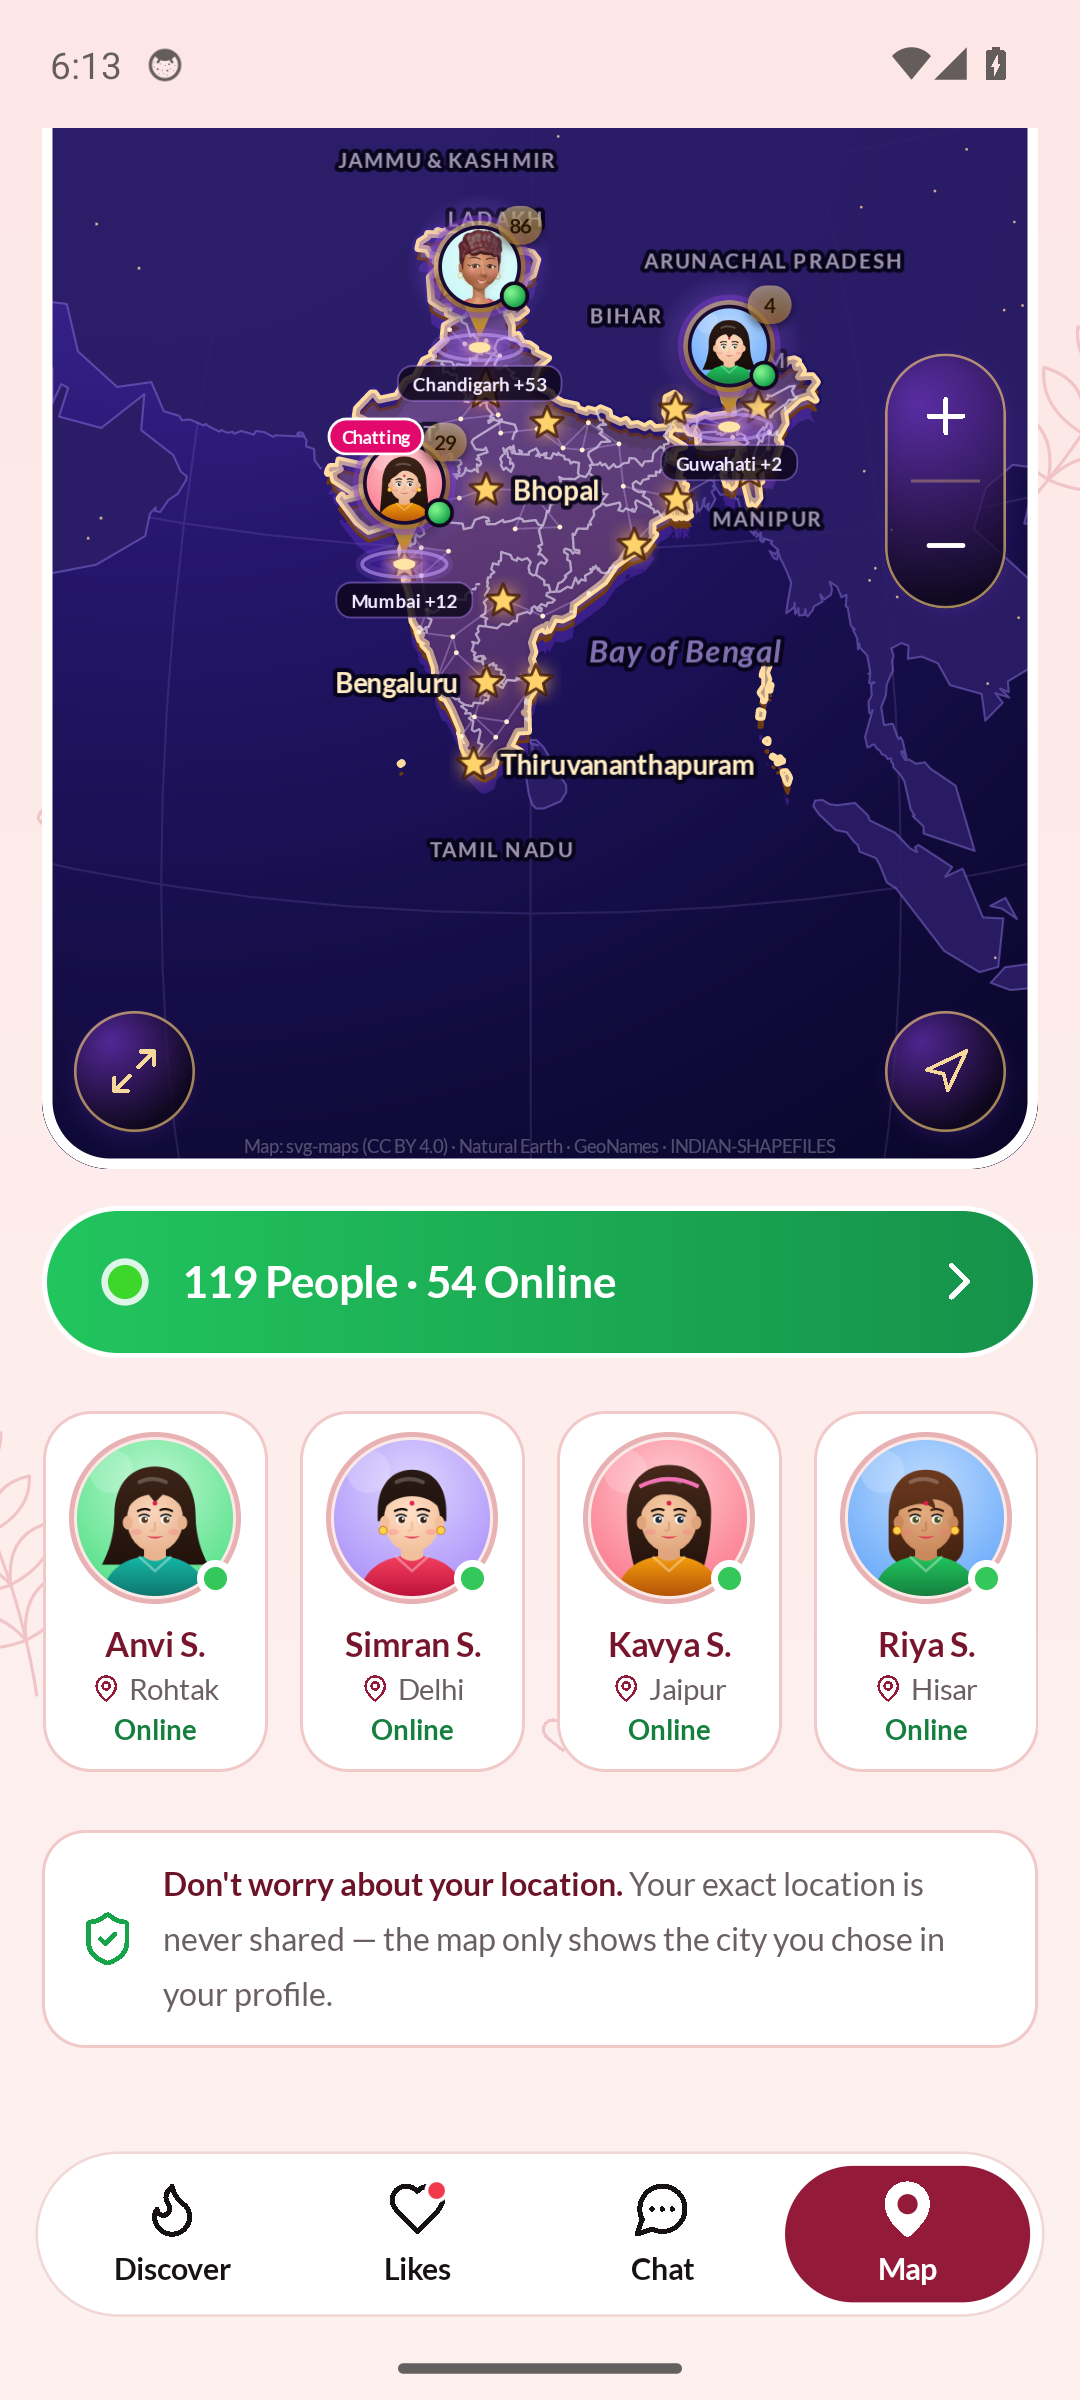 6:13
JAMMU & KASHMIR
LADAKH
86
ARUNACHAL PRADESH
BIHAR
4
Chandigarh +53
Chatting
29
Guwahati +2
Bhopal
MANIPUR
Mumbai +12
Bay of Bengal
Bengaluru
Thiruvananthapuram
TAMIL NADU
Map: svg-maps (CC BY 4.0) · Natural Earth · GeoNames · INDIAN-SHAPEFILES
119 People · 54 Online
Anvi S.
Rohtak
Online
Simran S.
Delhi
Online
Kavya S.
Jaipur
Online
Riya S.
Hisar
Online
Don't worry about your location. Your exact location is
never shared — the map only shows the city you chose in
your profile.
Discover
Likes
Chat
Map